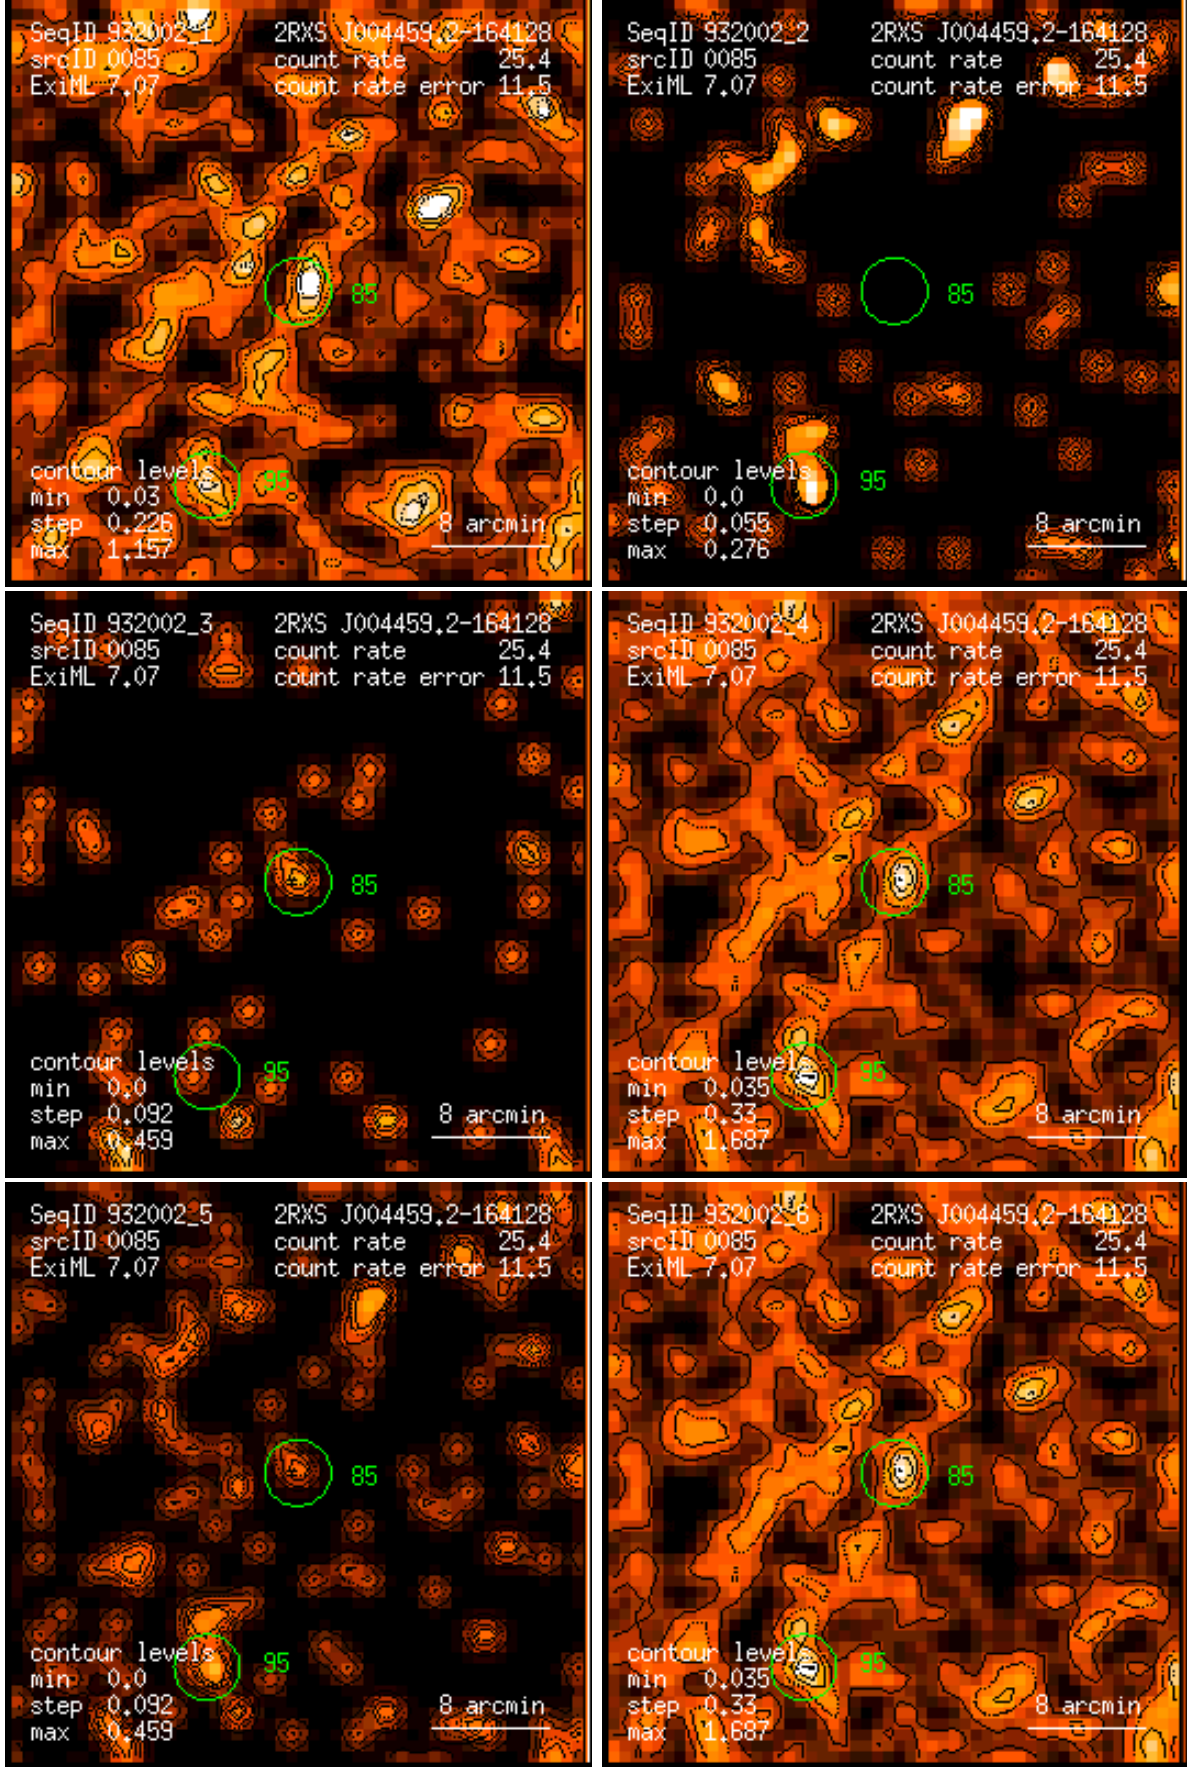 SeqID 932002_1 2RXS J004459.2-164128
srcID 0085 count rate 25.4
ExiML 7.07 count rate error 11.5
85
95
contour levels
min 0.03
step 0.226
max 1.157
8 arcmin
SeqID 932002_2 2RXS J004459.2-164128
srcID 0085 count rate 25.4
ExiML 7.07 count rate error 11.5
85
95
contour levels
min 0.0
step 0.055
max 0.276
8 arcmin
SeqID 932002_3 2RXS J004459.2-164128
srcID 0085 count rate 25.4
ExiML 7.07 count rate error 11.5
85
95
contour levels
min 0.0
step 0.092
max 0.459
8 arcmin
SeqID 932002_4 2RXS J004459.2-164128
srcID 0085 count rate 25.4
ExiML 7.07 count rate error 11.5
85
95
contour levels
min 0.035
step 0.33
max 1.687
8 arcmin
SeqID 932002_5 2RXS J004459.2-164128
srcID 0085 count rate 25.4
ExiML 7.07 count rate error 11.5
85
95
contour levels
min 0.0
step 0.092
max 0.459
8 arcmin
SeqID 932002_6 2RXS J004459.2-164128
srcID 0085 count rate 25.4
ExiML 7.07 count rate error 11.5
85
95
contour levels
min 0.035
step 0.33
max 1.687
8 arcmin